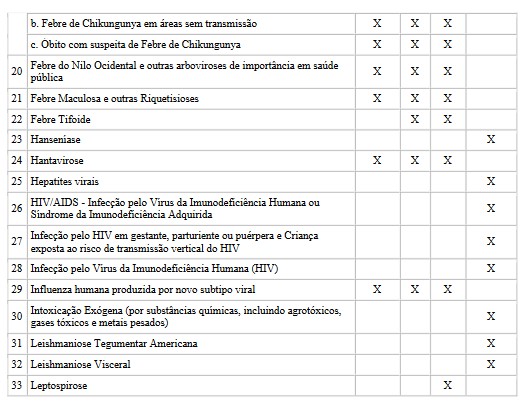 b. Febre de Chikungunya em áreas sem transmissão X X X
c. Óbito com suspeita de Febre de Chikungunya X X X
20 Febre do Nilo Ocidental e outras arboviroses de importância em saúde
pública X X X
21 Febre Maculosa e outras Riquetisioses X X X
22 Febre Tifoide X X
23 Hanseníase X
24 Hantavirose X X X
25 Hepatites virais X
26 HIV/AIDS - Infecção pelo Vírus da Imunodeficiência Humana ou
Síndrome da Imunodeficiência Adquirida X
27 Infecção pelo HIV em gestante, parturiente ou puérpera e Criança
exposta ao risco de transmissão vertical do HIV X
28 Infecção pelo Vírus da Imunodeficiência Humana (HIV) X
29 Influenza humana produzida por novo subtipo viral X X X
30 Intoxicação Exógena (por substâncias químicas, incluindo agrotóxicos,
gases tóxicos e metais pesados) X
31 Leishmaniose Tegumentar Americana X
32 Leishmaniose Visceral X
33 Leptospirose X